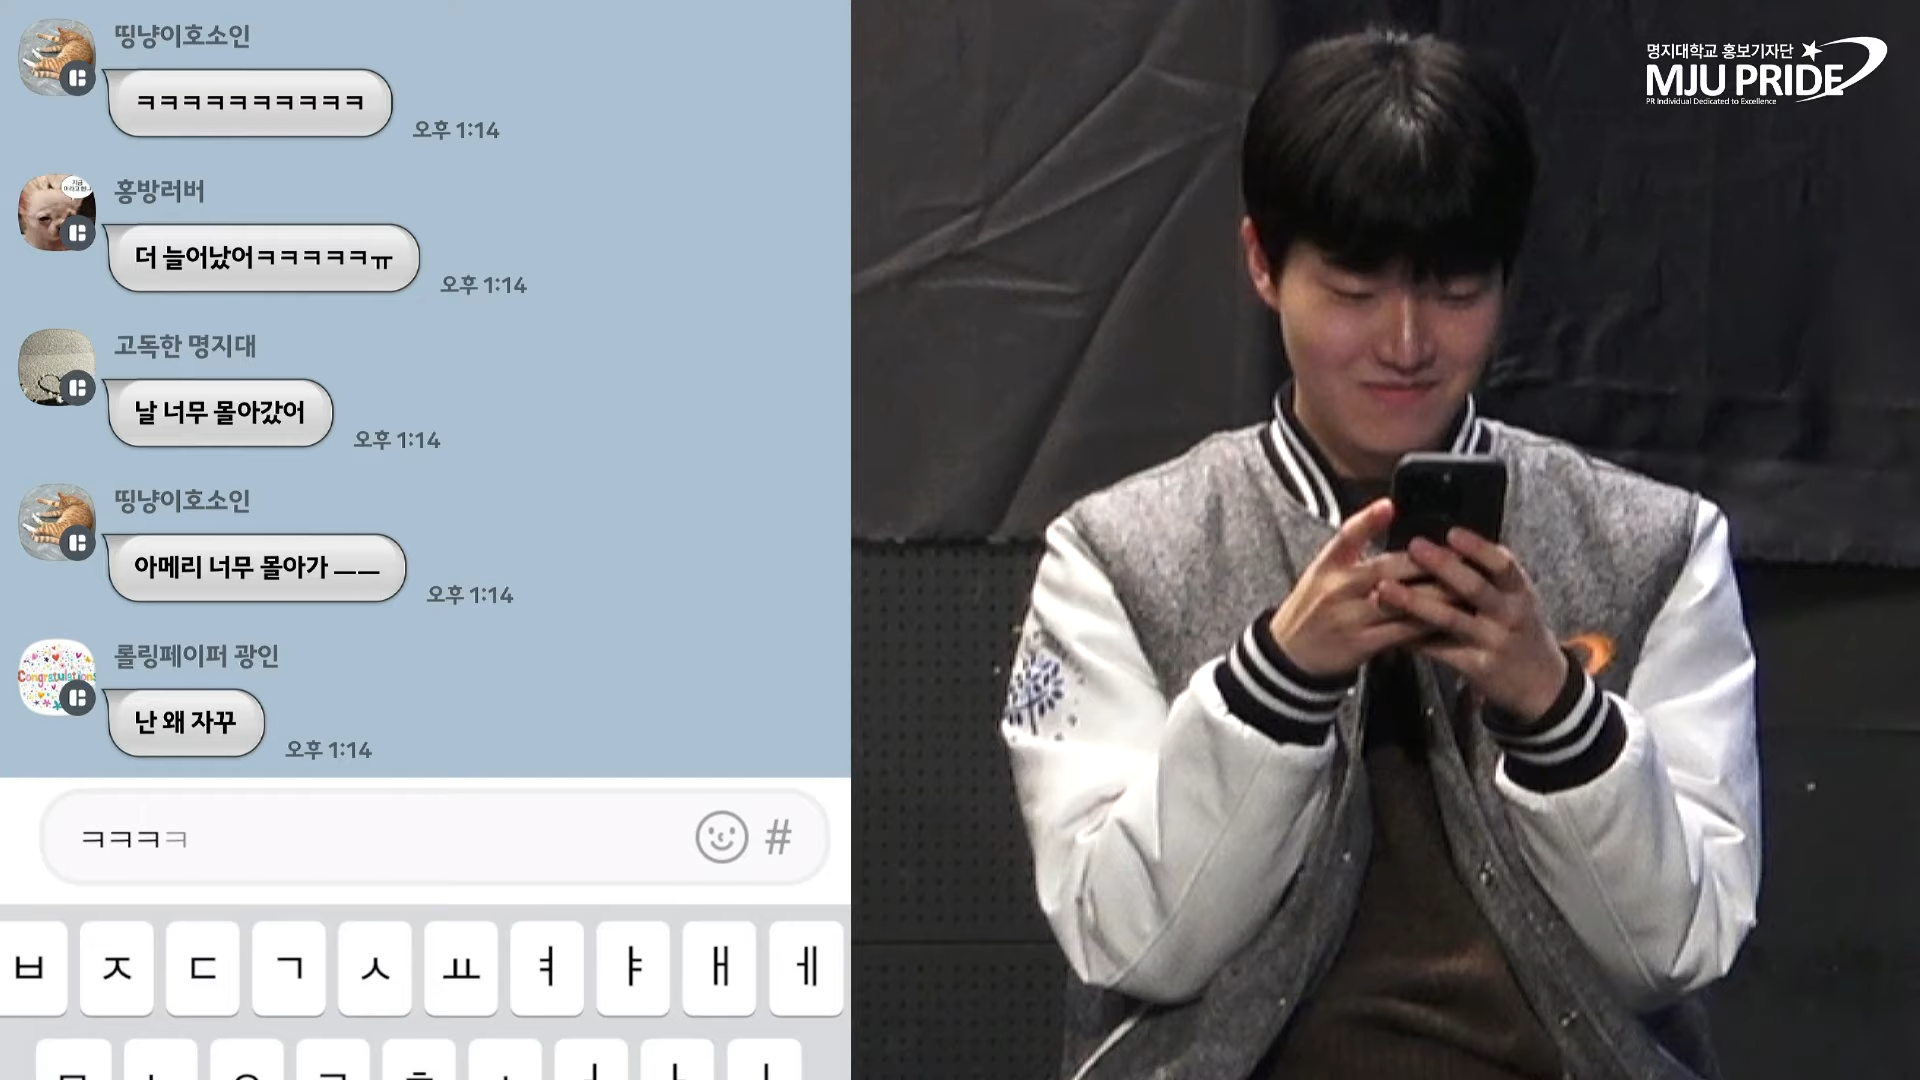 띵냥이호소인
ㅋㅋㅋㅋㅋㅋㅋㅋㅋㅋ
오후 1:14
홍방러버
더 늘어났어ㅋㅋㅋㅋㅋㅠ
오후 1:14
고독한 명지대
날 너무 몰아갔어
오후 1:14
띵냥이호소인
아메리 너무 몰아가 ㅡㅡ
오후 1:14
롤링페이퍼 광인
Congratulations
난 왜 자꾸
오후 1:14
ㅋㅋㅋㅋ
#
ㅂ ㅈ ㄷ ㄱ ㅅ ㅛ ㅕ ㅑ ㅐ ㅔ
명지대학교 홍보기자단
MJU PRIDE
PR Individual Dedicated to Excellence